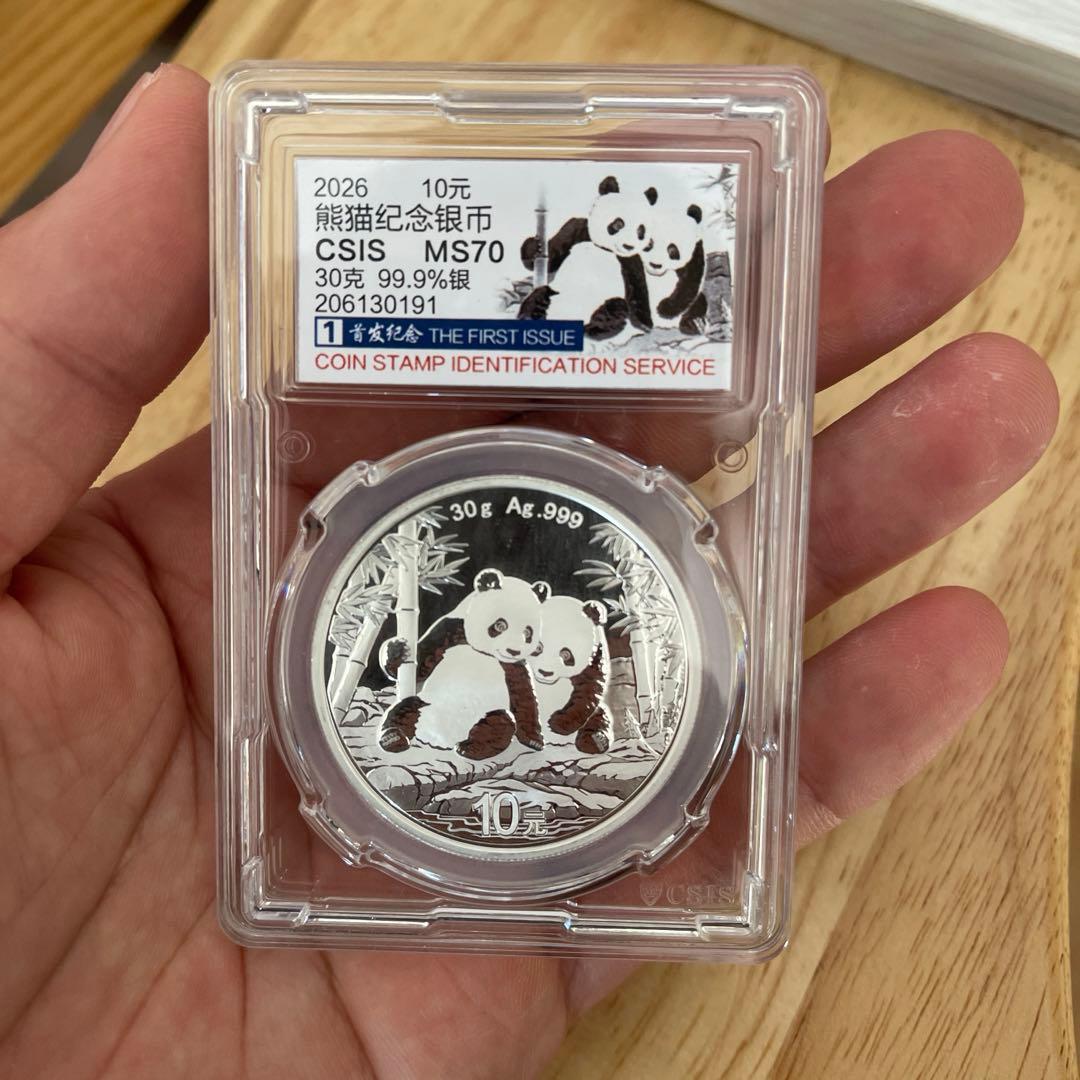 2026 10元
熊猫纪念银币
CSIS MS70
30克 99.9%银
206130191
1 首发纪念 THE FIRST ISSUE
COIN STAMP IDENTIFICATION SERVICE
30g Ag.999
10元
CSIS